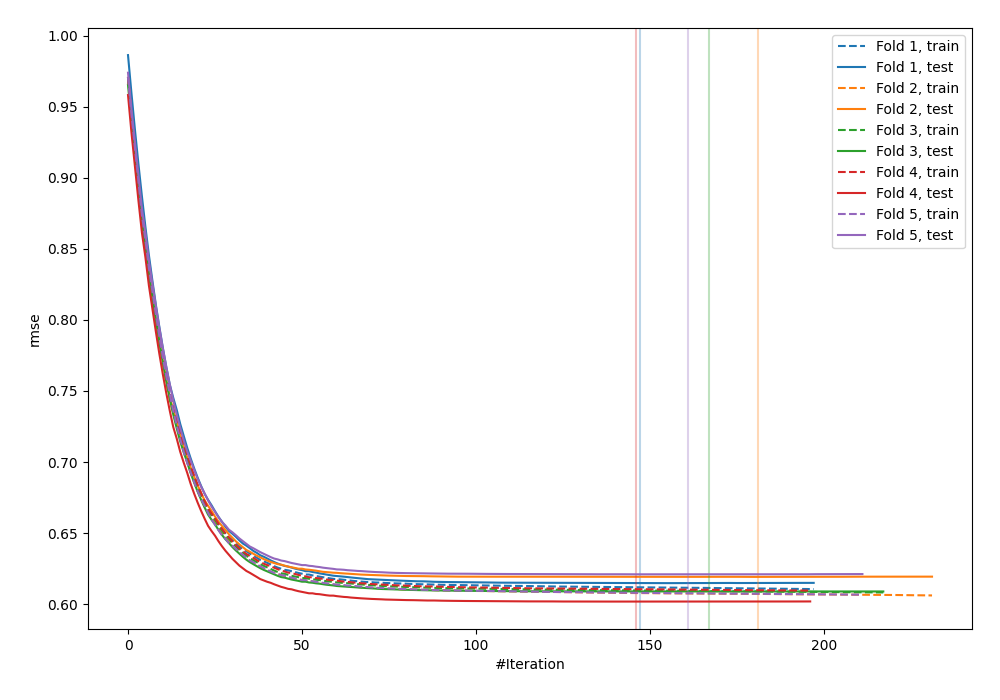 1.00
0.95
0.90
0.85
0.80
0.75
0.70
0.65
0.60
rmse
0
50
100
150
200
#Iteration
Fold 1, train
Fold 1, test
Fold 2, train
Fold 2, test
Fold 3, train
Fold 3, test
Fold 4, train
Fold 4, test
Fold 5, train
Fold 5, test